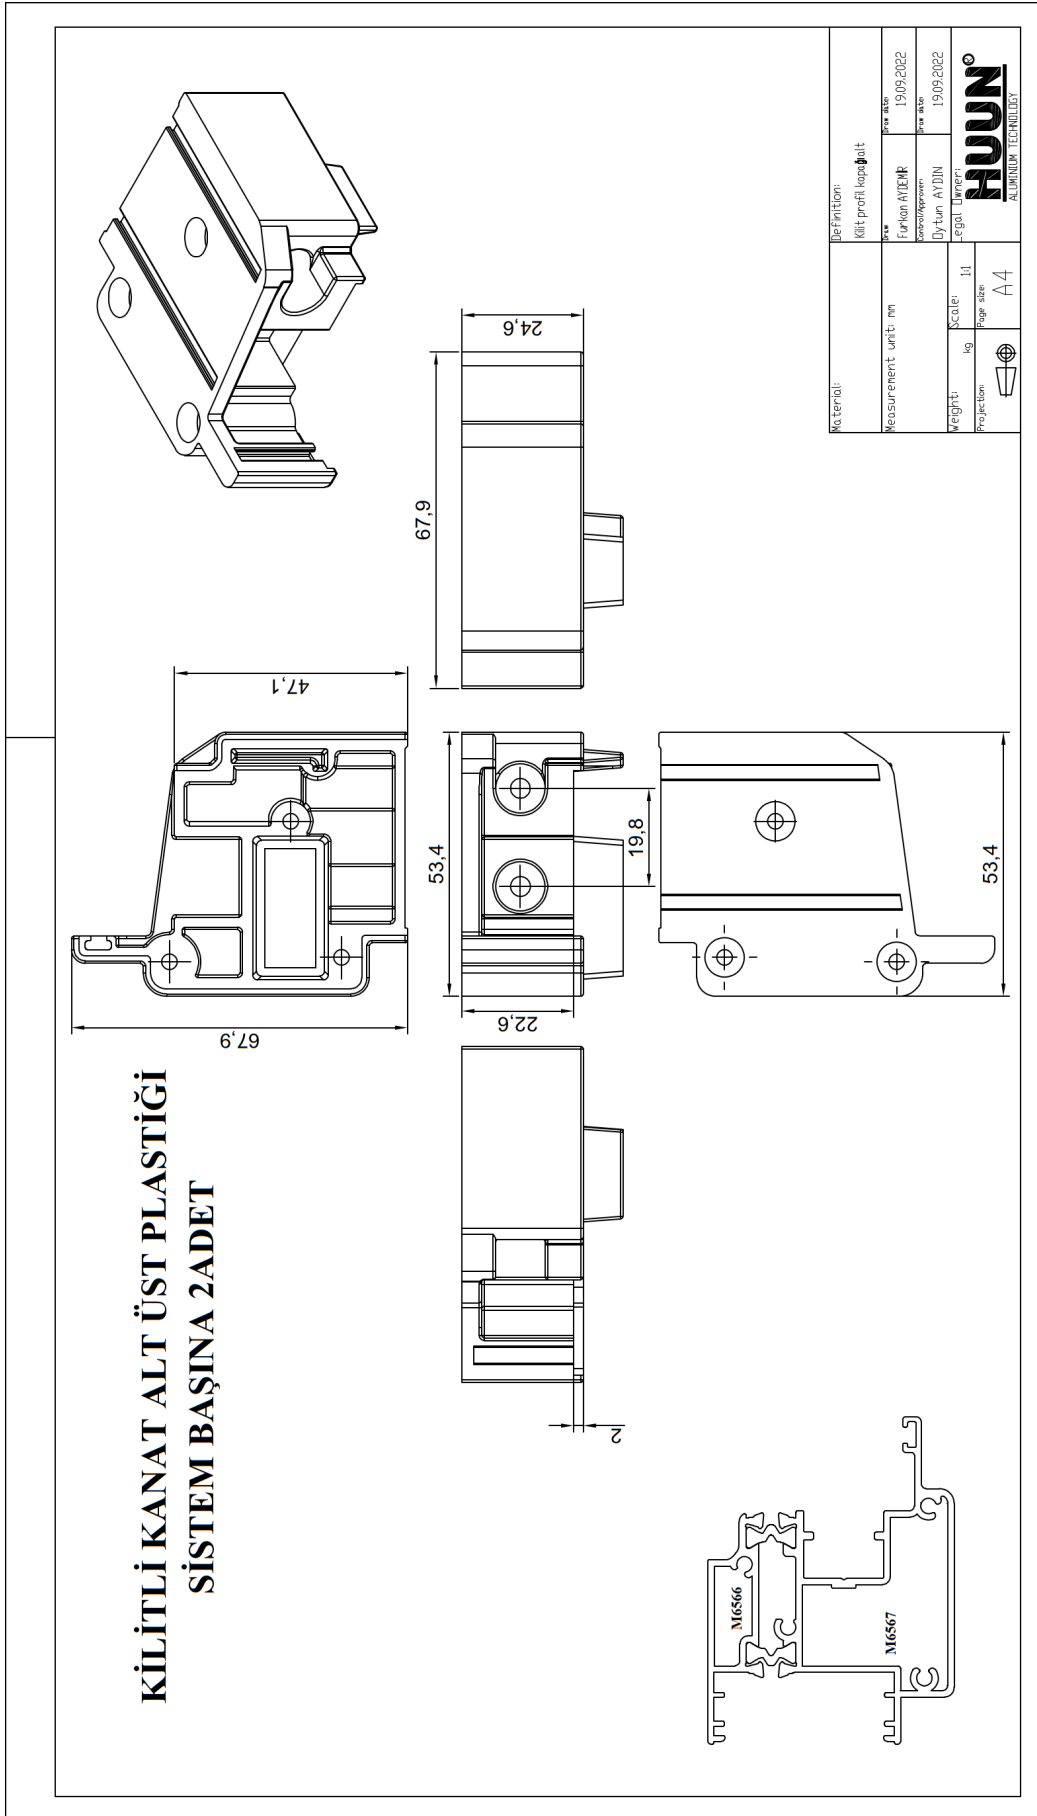 KİLİTLİ KANAT ALT ÜST PLASTİĞİ
SİSTEM BAŞINA 2ADET
67,9
47,1
53,4
22,6
19,8
67,9
24,6
2
53,4
M6566
M6567
Material:
Definition:
Kilit profil kapağıalt
Measurement unit: mm
Draw
Furkan AYDEMİR
Draw date:
19.09.2022
Control/Approver:
Oytun AYDIN
Draw date:
19.09.2022
Weight:
kg
Scale:
1:1
Legal Owner:
Projection:
Page size:
A4
HUUN®
ALUMINIUM TECHNOLOGY